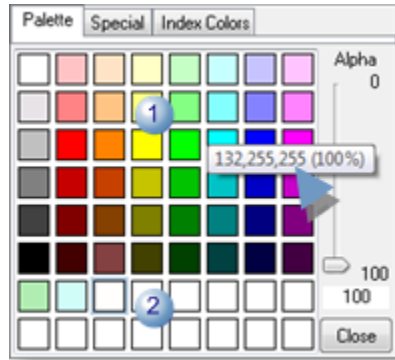 Palette Special Index Colors
Alpha
0
1
132,255,255 (100%)
100
2
100
Close